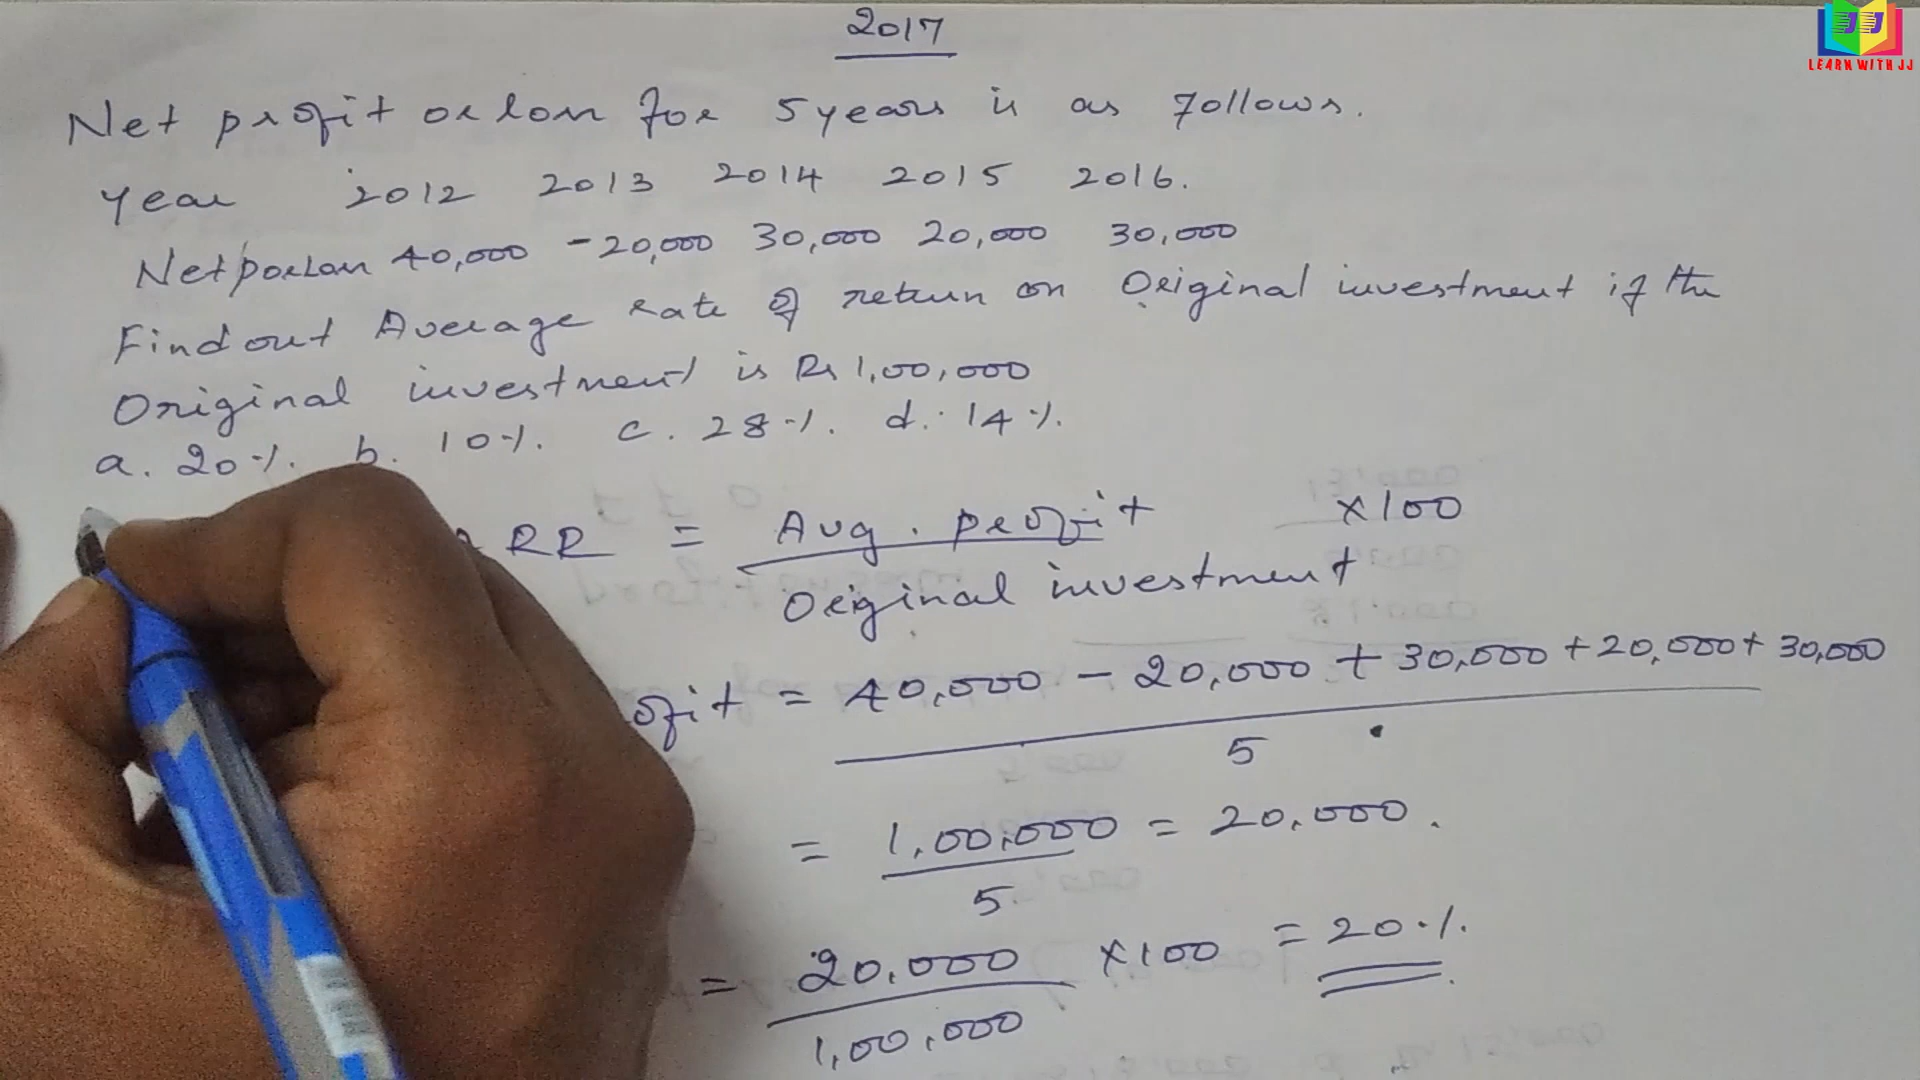 2017
LEARN WITH JJ
Net profit or loss for 5 years is as follows.
year 2012 2013 2014 2015 2016.
Net p or loss 40,000 -20,000 30,000 20,000 30,000
Find out Average rate of return on Original investment if the
Original investment is Rs 1,00,000
a. 20%. b. 10%. c. 28%. d. 14%.
RR = Avg. profit ×100
Original investment
ofit = 40,000 - 20,000 + 30,000 + 20,000 + 30,000
5
= 1,00,000 = 20,000.
5
= 20,000 ×100 = 20%.
1,00,000